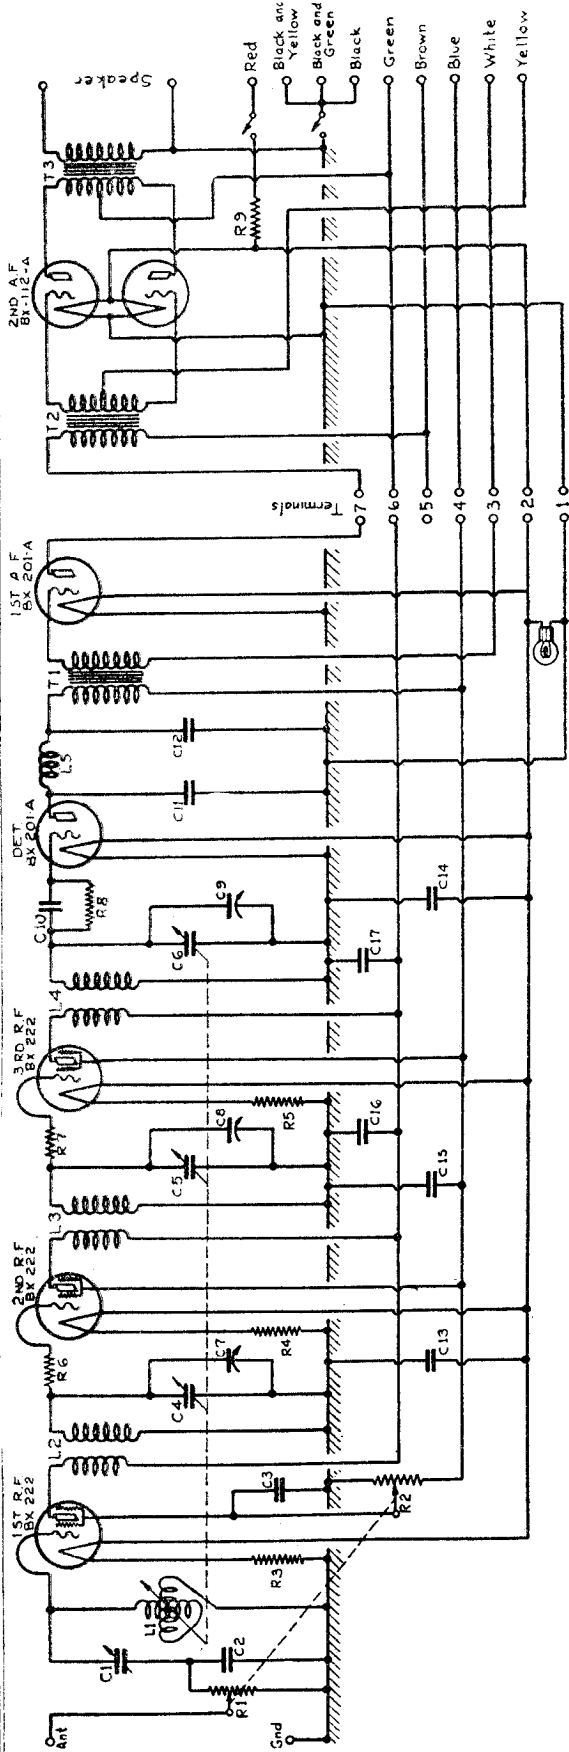 Ant
Gnd
R1
C1
C2
L1
1ST R.F
BX 222
R3
C3
R2
L2
C4
C7
R6
2ND R.F
BX 222
R4
C13
L3
C5
C8
R7
3RD R.F
BX 222
R5
C15
C16
L4
C6
C9
C17
C10
R8
DET
BX 201-A
C14
C11
L5
C12
T1
1ST A F
BX 201-A
Terminals
7
6
5
4
3
2
1
T2
2ND A.F
BX-112-A
R9
T3
Speaker
Red
Black and
Yellow
Black and
Green
Black
Green
Brown
Blue
White
Yellow